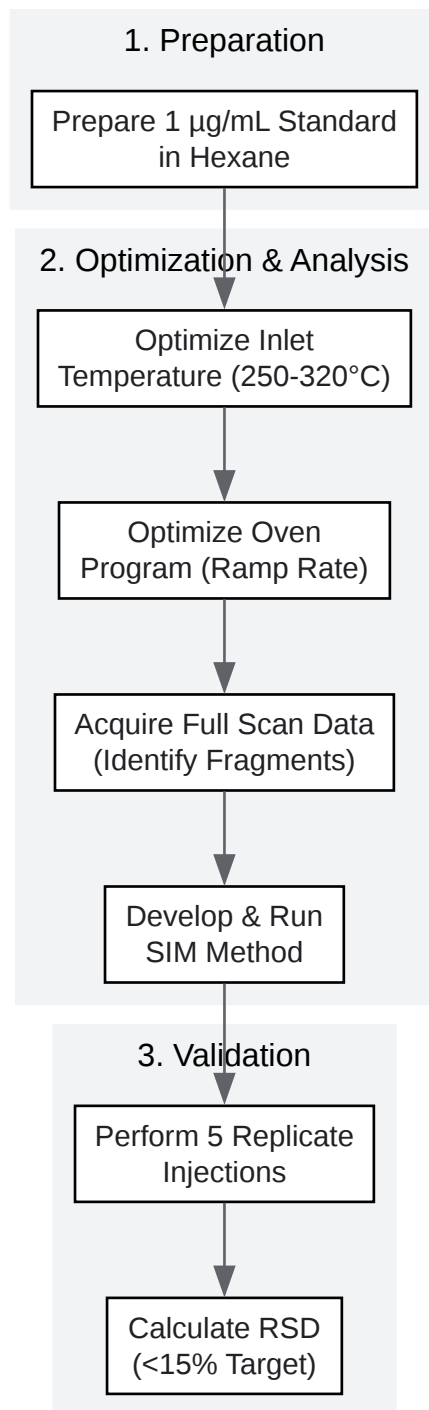 1. Preparation
Prepare 1 µg/mL Standard
in Hexane
2. Optimization & Analysis
Optimize Inlet
Temperature (250-320°C)
Optimize Oven
Program (Ramp Rate)
Acquire Full Scan Data
(Identify Fragments)
Develop & Run
SIM Method
3. Validation
Perform 5 Replicate
Injections
Calculate RSD
(<15% Target)